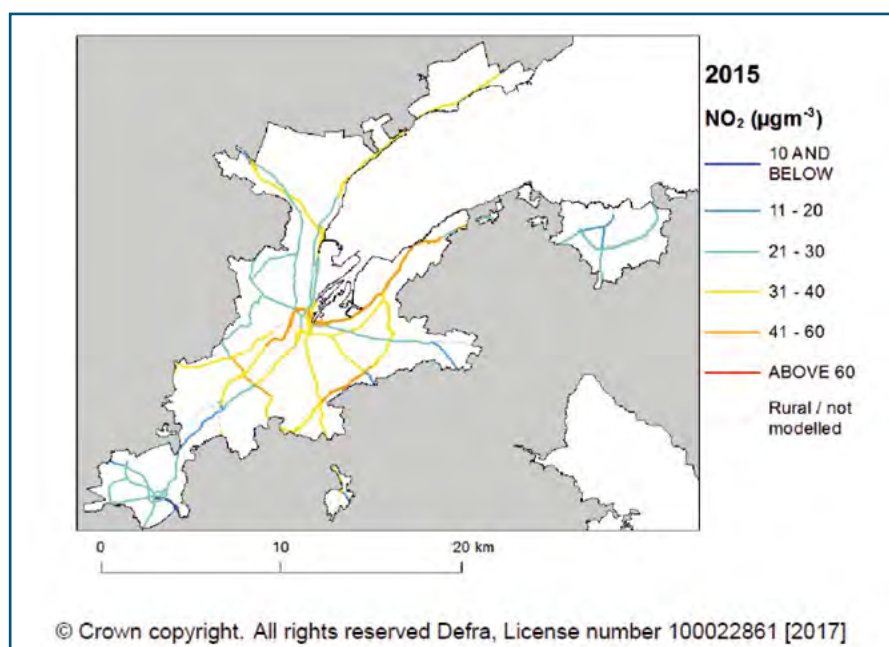 2015
NO₂ (µgm⁻³)
10 AND
BELOW
11 - 20
21 - 30
31 - 40
41 - 60
ABOVE 60
Rural / not
modelled
0 10 20 km
© Crown copyright. All rights reserved Defra, License number 100022861 [2017]